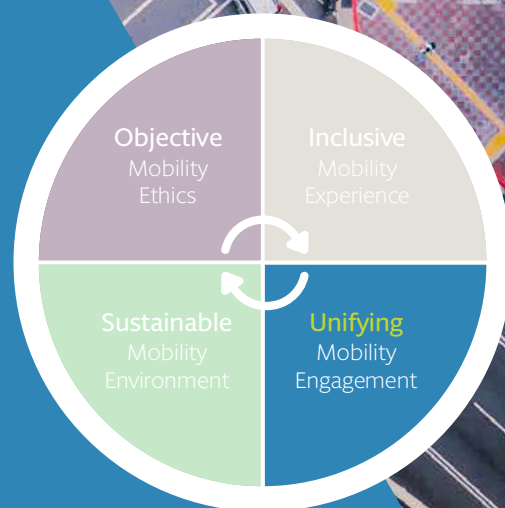 Objective
Mobility
Ethics
Inclusive
Mobility
Experience
Sustainable
Mobility
Environment
Unifying
Mobility
Engagement